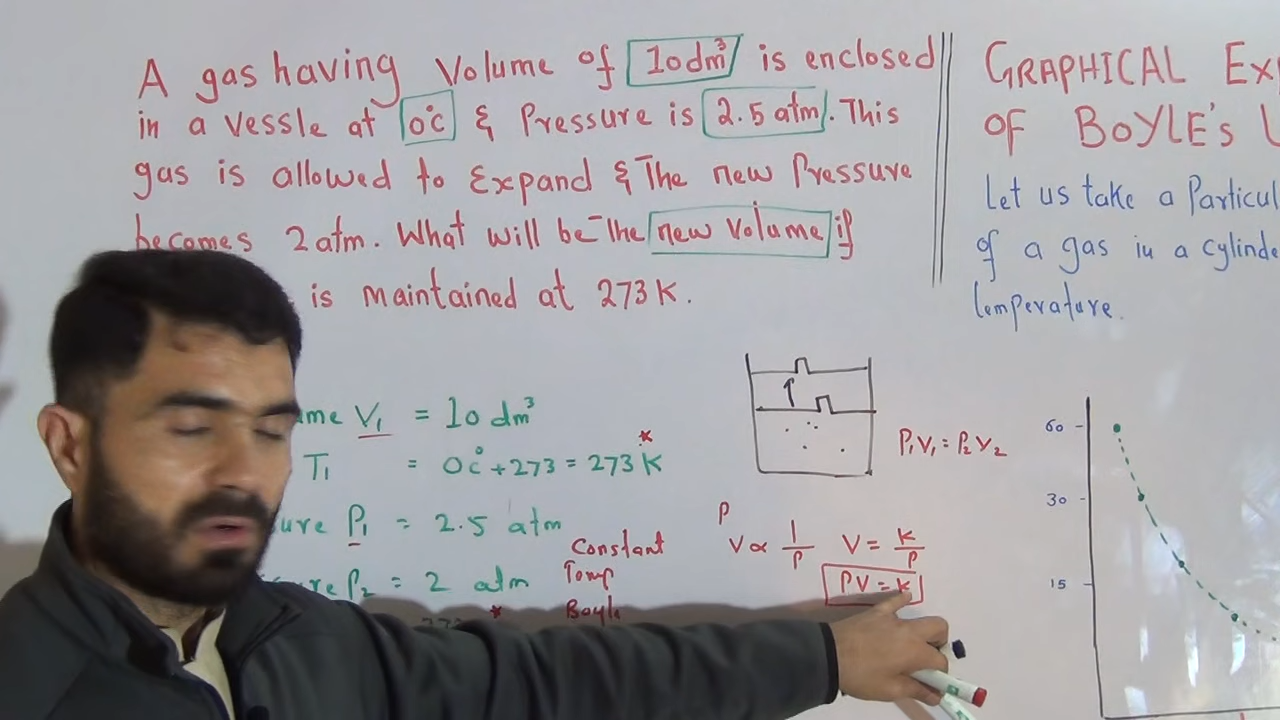 A gas having Volume of 10dm³ is enclosed
in a vessle at 0°C & Pressure is 2.5 atm. This
gas is allowed to Expand & The new Pressure
becomes 2 atm. What will be The new Volume if
is maintained at 273 K.
V₁ = 10 dm³
T₁ = 0°C + 273 = 273 K *
P₁ = 2.5 atm
P₂ = 2 atm
*
Constant
Temp
Boyle
P₁V₁ = P₂V₂
P
V ∝ 1/P V = K/P
PV = K
GRAPHICAL
OF BOYLE'S
Let us take a
of a gas in a
temperature.
60
30
15